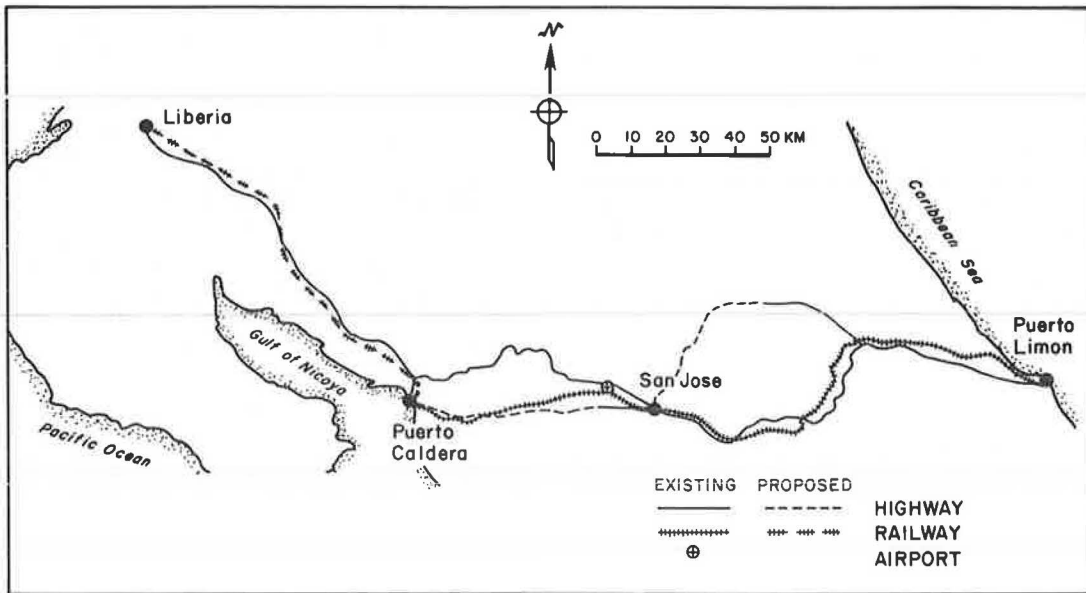 N
Liberia
0 10 20 30 40 50 KM
Caribbean Sea
Puerto
Limon
Gulf of Nicoya
San Jose
Puerto
Caldera
Pacific Ocean
EXISTING PROPOSED
HIGHWAY
RAILWAY
AIRPORT